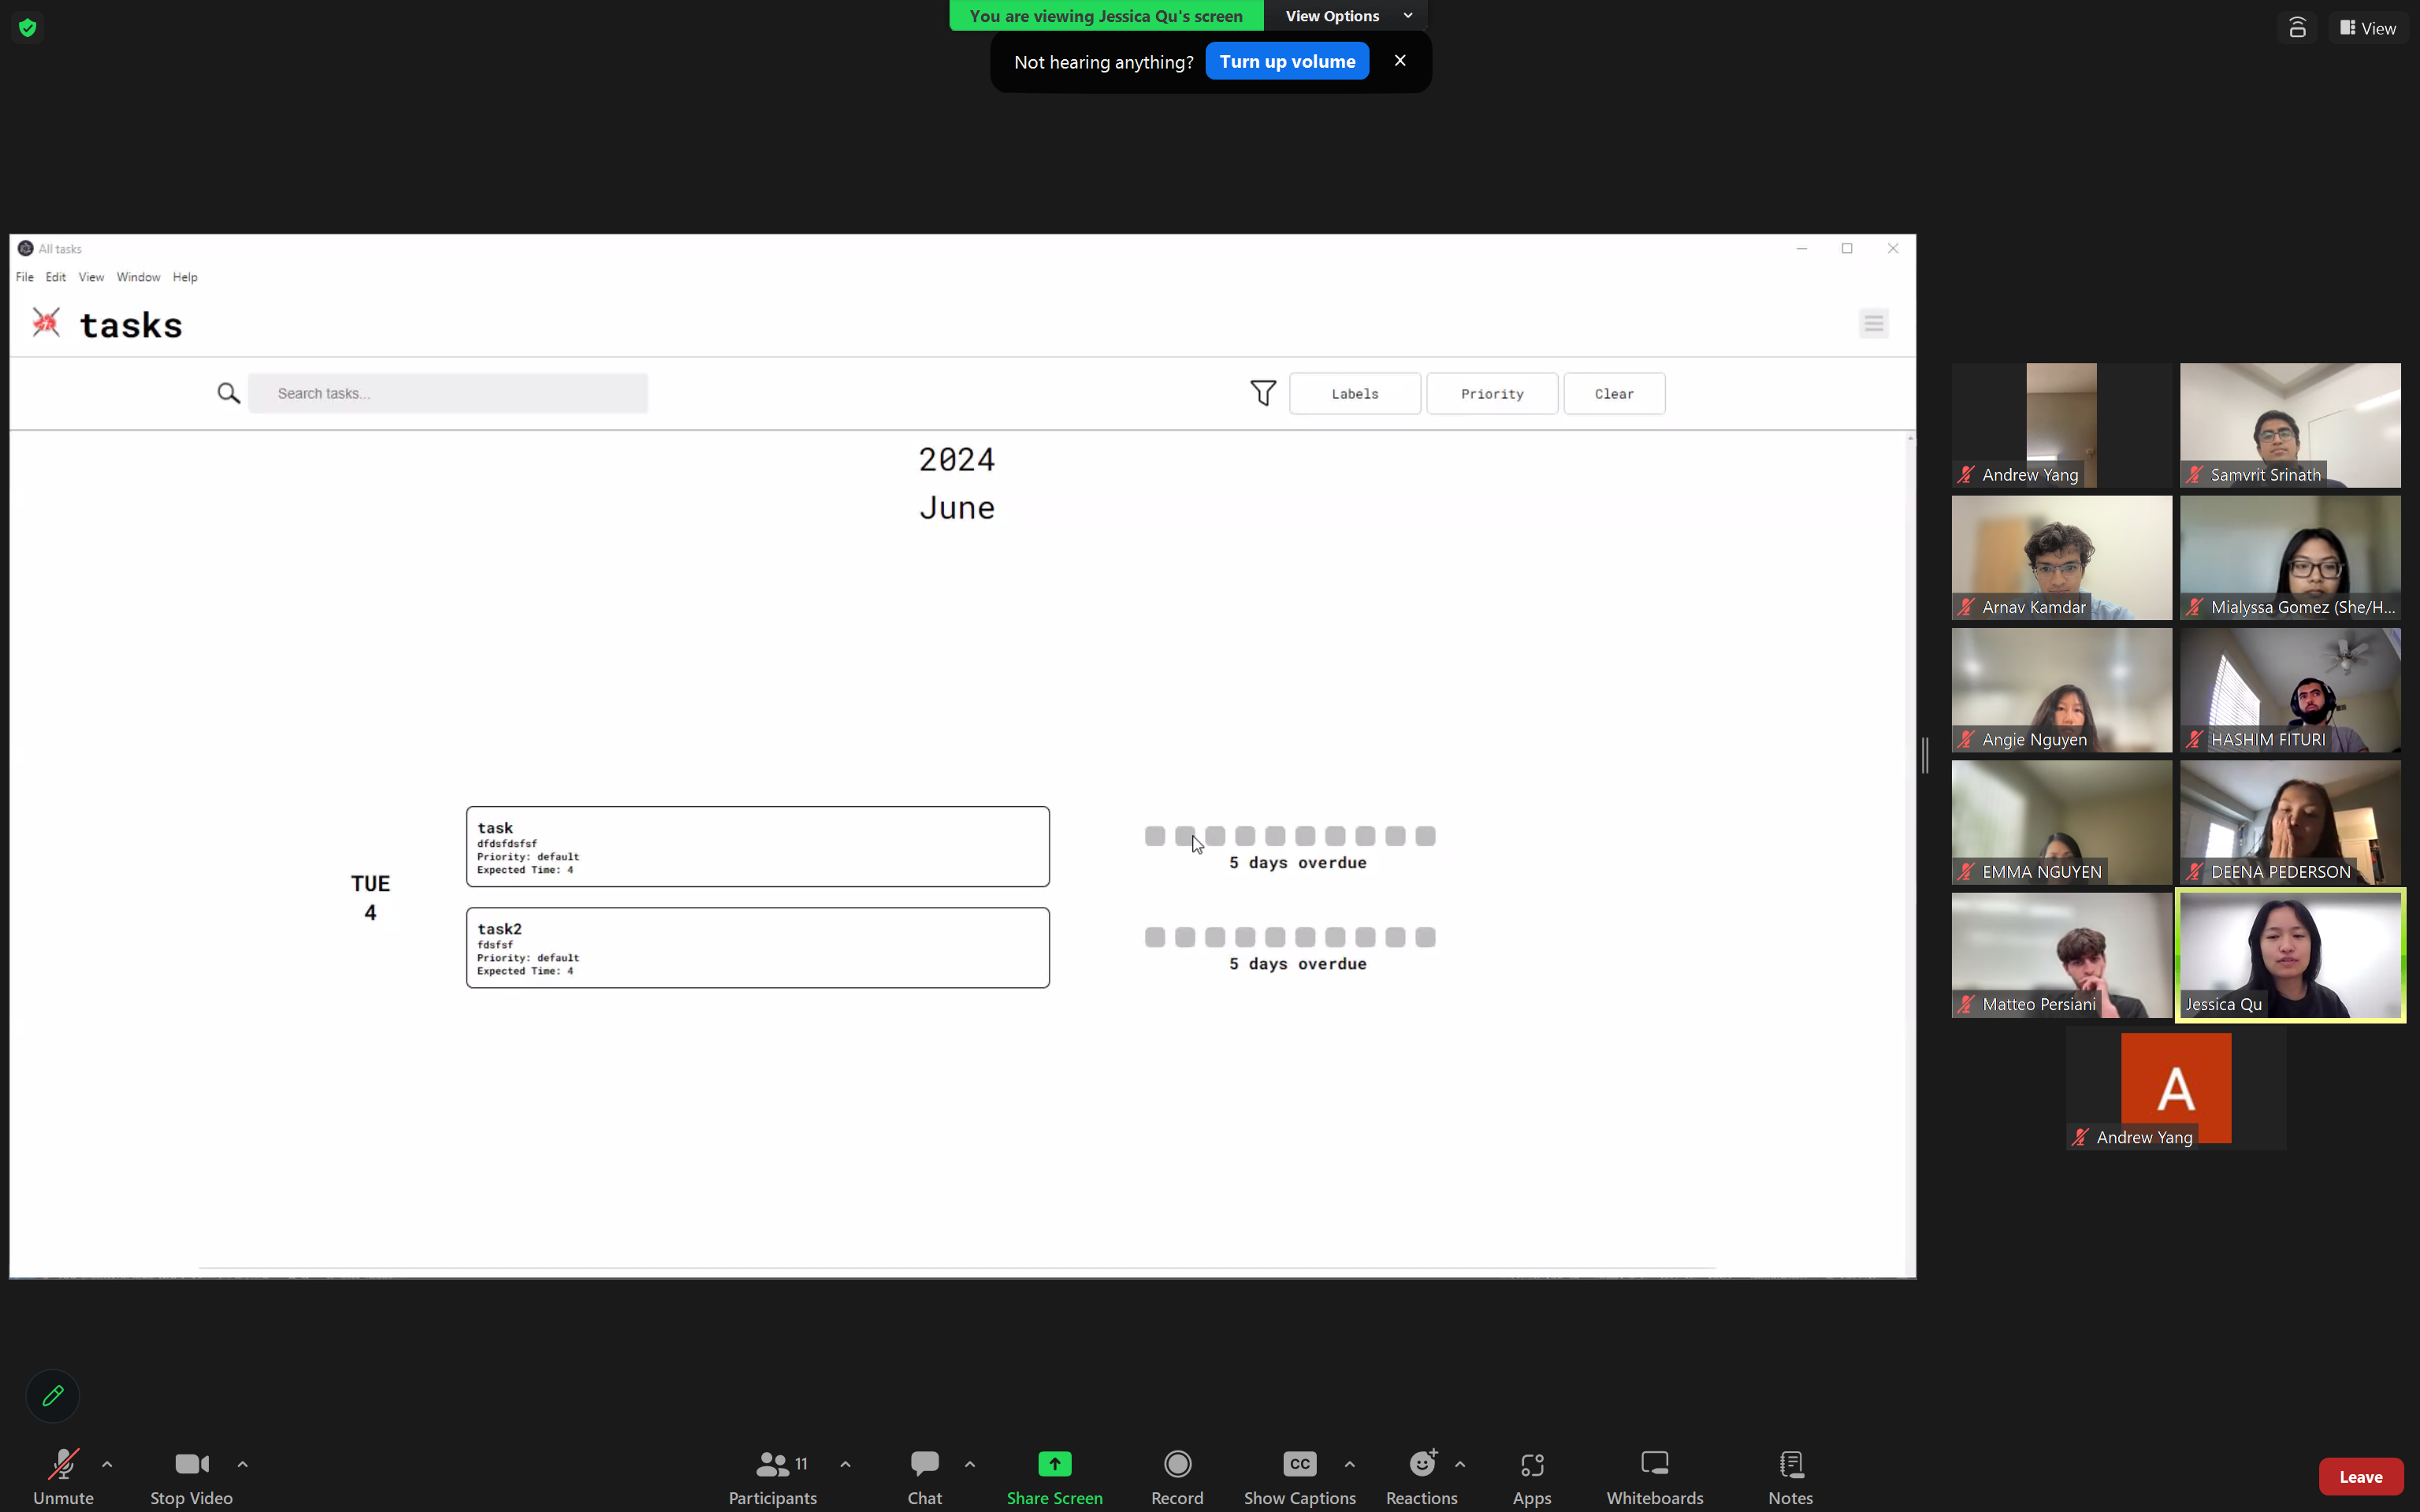 You are viewing Jessica Qu's screen
View Options
View
Not hearing anything?
Turn up volume
All tasks
File Edit View Window Help
tasks
Search tasks...
Labels
Priority
Clear
2024
June
TUE
4
task
dfdsfdsfsf
Priority: default
Expected Time: 4
5 days overdue
task2
fdsfsf
Priority: default
Expected Time: 4
5 days overdue
Andrew Yang
Samvrit Srinath
Arnav Kamdar
Mialyssa Gomez (She/H...
Angie Nguyen
HASHIM FITURI
EMMA NGUYEN
DEENA PEDERSON
Matteo Persiani
Jessica Qu
A
Andrew Yang
Unmute
Stop Video
11
Participants
Chat
Share Screen
Record
CC
Show Captions
Reactions
Apps
Whiteboards
Notes
Leave